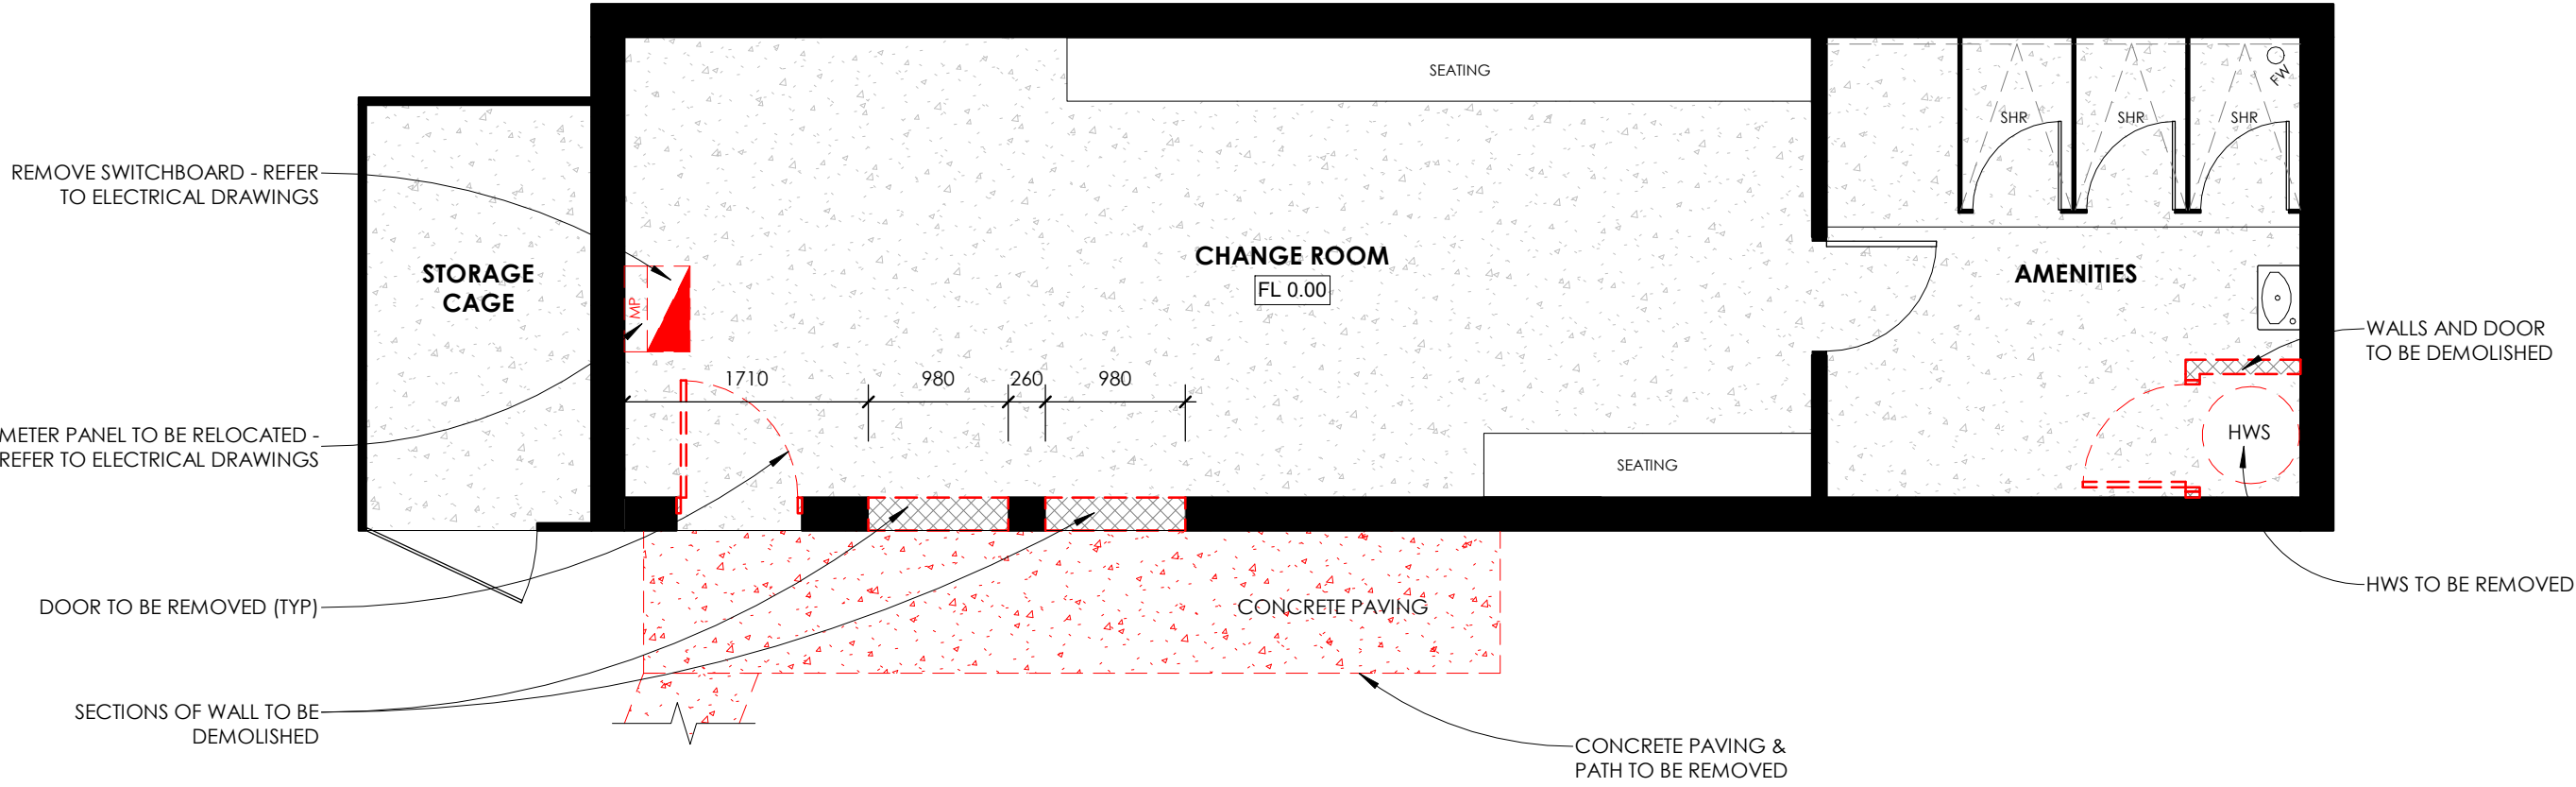 SEATING
FW
SHR
SHR
SHR
REMOVE SWITCHBOARD - REFER
TO ELECTRICAL DRAWINGS
STORAGE
CAGE
CHANGE ROOM
FL 0.00
AMENITIES
MP
WALLS AND DOOR
TO BE DEMOLISHED
1710
980
260
980
METER PANEL TO BE RELOCATED -
REFER TO ELECTRICAL DRAWINGS
SEATING
HWS
DOOR TO BE REMOVED (TYP)
CONCRETE PAVING
HWS TO BE REMOVED
SECTIONS OF WALL TO BE
DEMOLISHED
CONCRETE PAVING &
PATH TO BE REMOVED